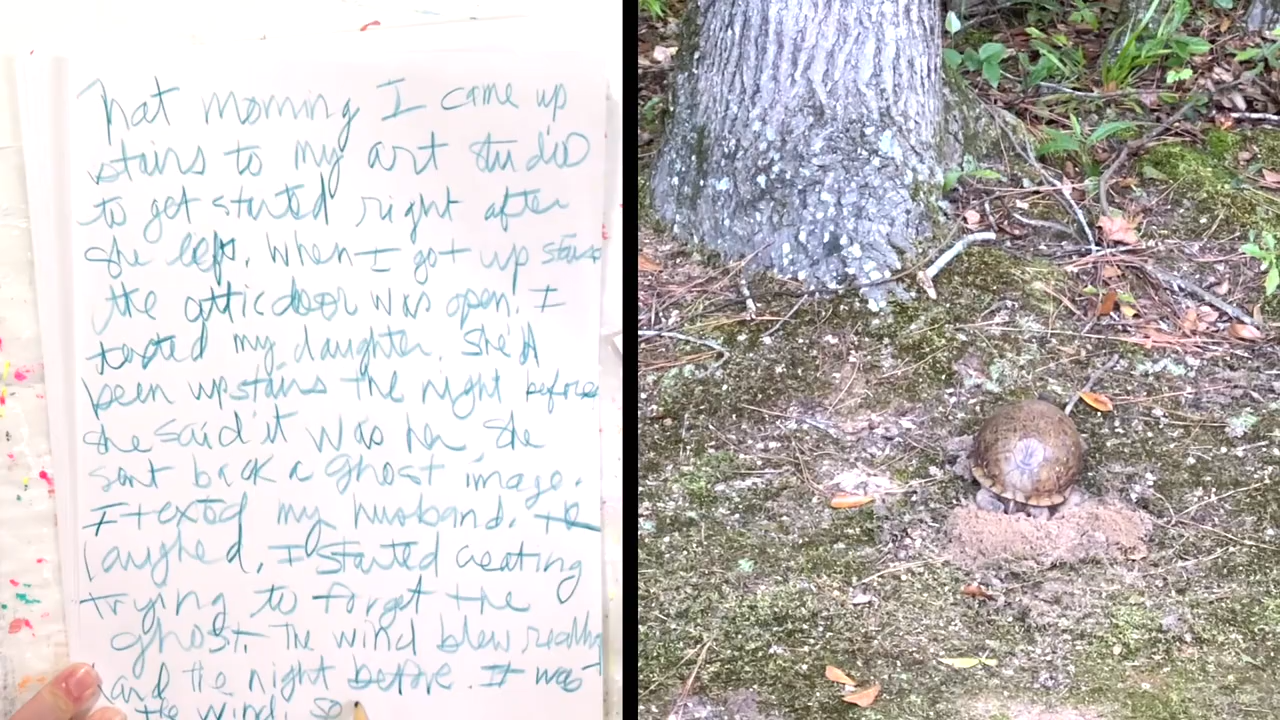 That morning I came up
stairs to my art studio
to get started right after
she left. When I got up stairs
the attic door was open. I
texted my daughter. She'd
been upstairs the night before
she said it was her. She
sent back a ghost image.
I texted my husband. He
laughed. I started creating
trying to forget the
ghost. The wind blew really
hard the night before. It was
the wind. so